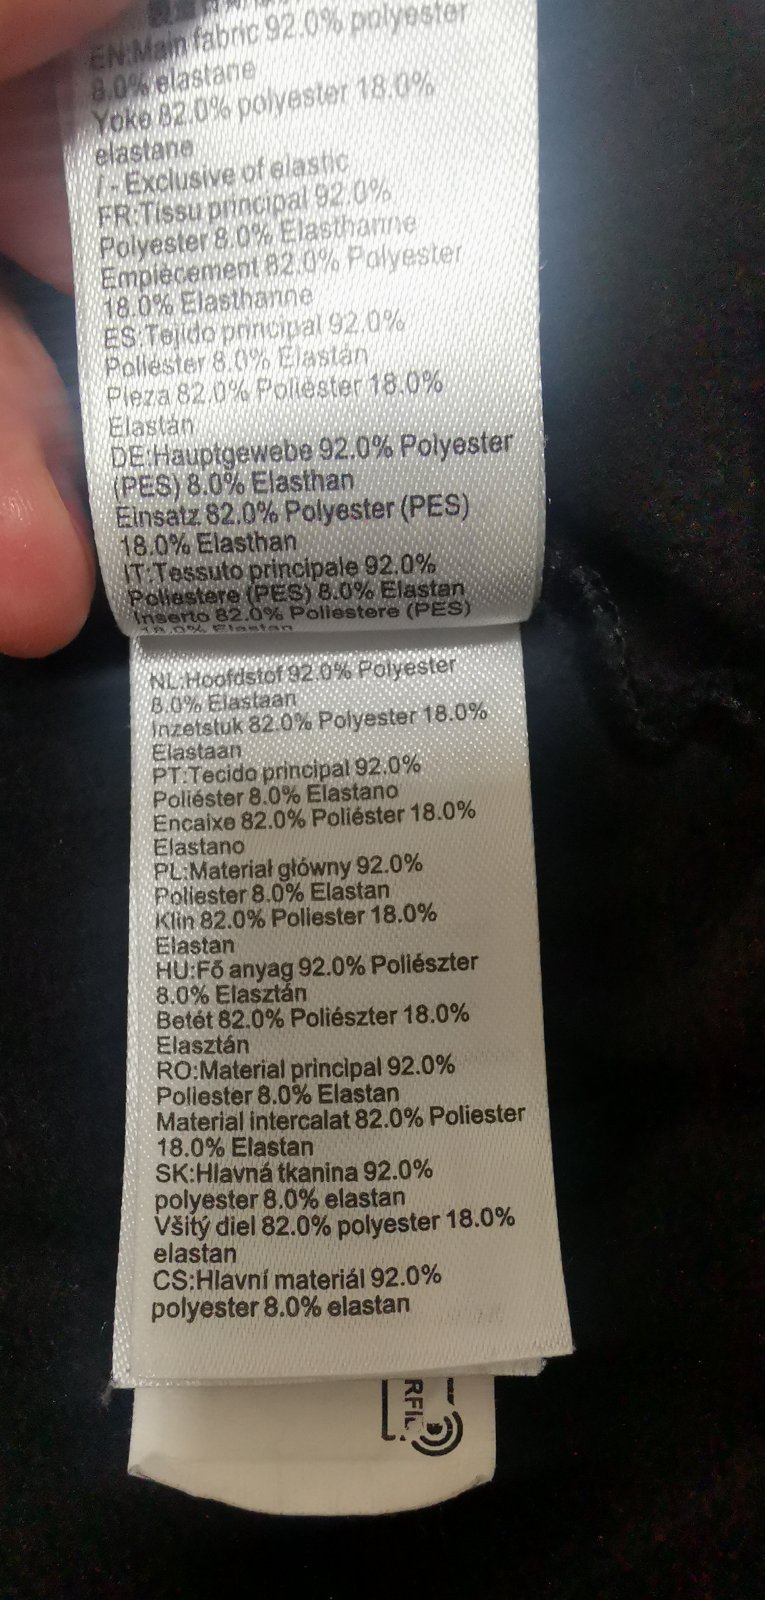 EN:Main fabric 92.0% polyester
8.0% elastane
Yoke 82.0% polyester 18.0%
elastane
/ - Exclusive of elastic
FR:Tissu principal 92.0%
Polyester 8.0% Élasthanne
Empiècement 82.0% Polyester
18.0% Élasthanne
ES:Tejido principal 92.0%
Poliéster 8.0% Elastán
Pieza 82.0% Poliéster 18.0%
Elastán
DE:Hauptgewebe 92.0% Polyester
(PES) 8.0% Elasthan
Einsatz 82.0% Polyester (PES)
18.0% Elasthan
IT:Tessuto principale 92.0%
Poliestere (PES) 8.0% Elastan
Inserto 82.0% Poliestere (PES)
18.0% Elastan
NL:Hoofdstof 92.0% Polyester
8.0% Elastaan
Inzetstuk 82.0% Polyester 18.0%
Elastaan
PT:Tecido principal 92.0%
Poliéster 8.0% Elastano
Encaixe 82.0% Poliéster 18.0%
Elastano
PL:Materiał główny 92.0%
Poliester 8.0% Elastan
Klin 82.0% Poliester 18.0%
Elastan
HU:Fő anyag 92.0% Poliészter
8.0% Elasztán
Betét 82.0% Poliészter 18.0%
Elasztán
RO:Material principal 92.0%
Poliester 8.0% Elastan
Material intercalat 82.0% Poliester
18.0% Elastan
SK:Hlavná tkanina 92.0%
polyester 8.0% elastan
Všitý diel 82.0% polyester 18.0%
elastan
CS:Hlavní materiál 92.0%
polyester 8.0% elastan